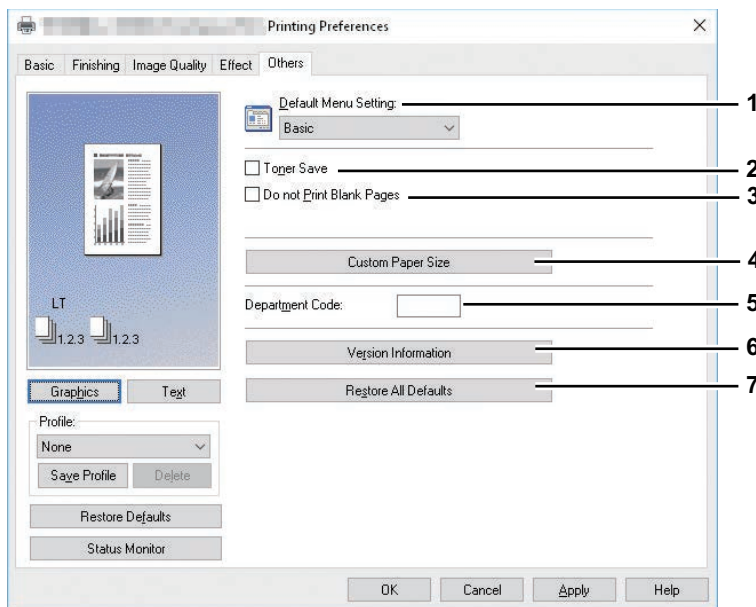 Printing Preferences
Basic Finishing Image Quality Effect Others
Default Menu Setting: 1
Basic
Toner Save 2
Do not Print Blank Pages 3
Custom Paper Size 4
LT
Department Code: 5
1.2.3 1.2.3
Version Information 6
Graphics Text
Restore All Defaults 7
Profile:
None
Save Profile Delete
Restore Defaults
Status Monitor
OK Cancel Apply Help